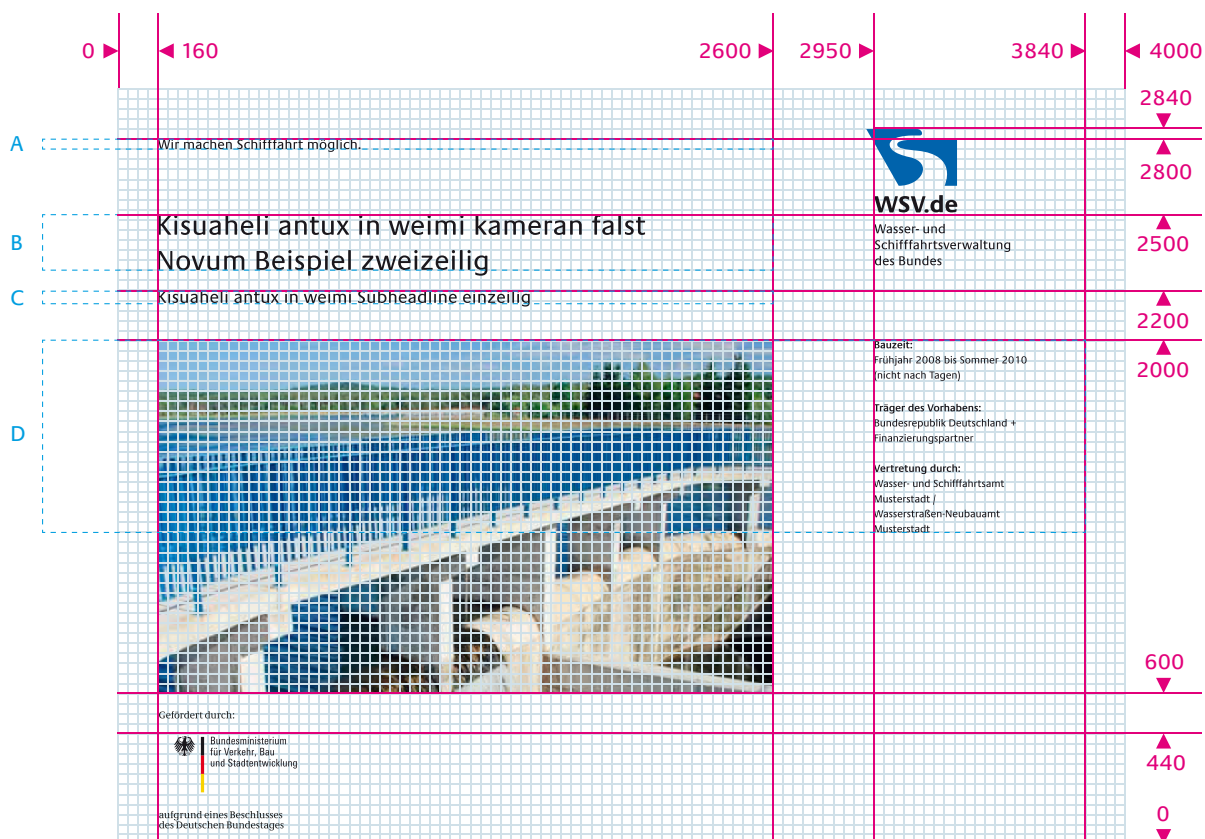 0 160 2600 2950 3840 4000
2840
A
Wir machen Schifffahrt möglich.
2800
WSV.de
Wasser- und
Schifffahrtsverwaltung
des Bundes
B
Kisuaheli antux in weimi kameran falst
Novum Beispiel zweizeilig
2500
C
Kisuaheli antux in weimi Subheadline einzeilig
2200
2000
D
Bauzeit:
Frühjahr 2008 bis Sommer 2010
(nicht nach Tagen)
Träger des Vorhabens:
Bundesrepublik Deutschland +
Finanzierungspartner
Vertretung durch:
Wasser- und Schifffahrtsamt
Musterstadt /
Wasserstraßen-Neubauamt
Musterstadt
600
Gefördert durch:
Bundesministerium
für Verkehr, Bau
und Stadtentwicklung
440
aufgrund eines Beschlusses
des Deutschen Bundestages
0